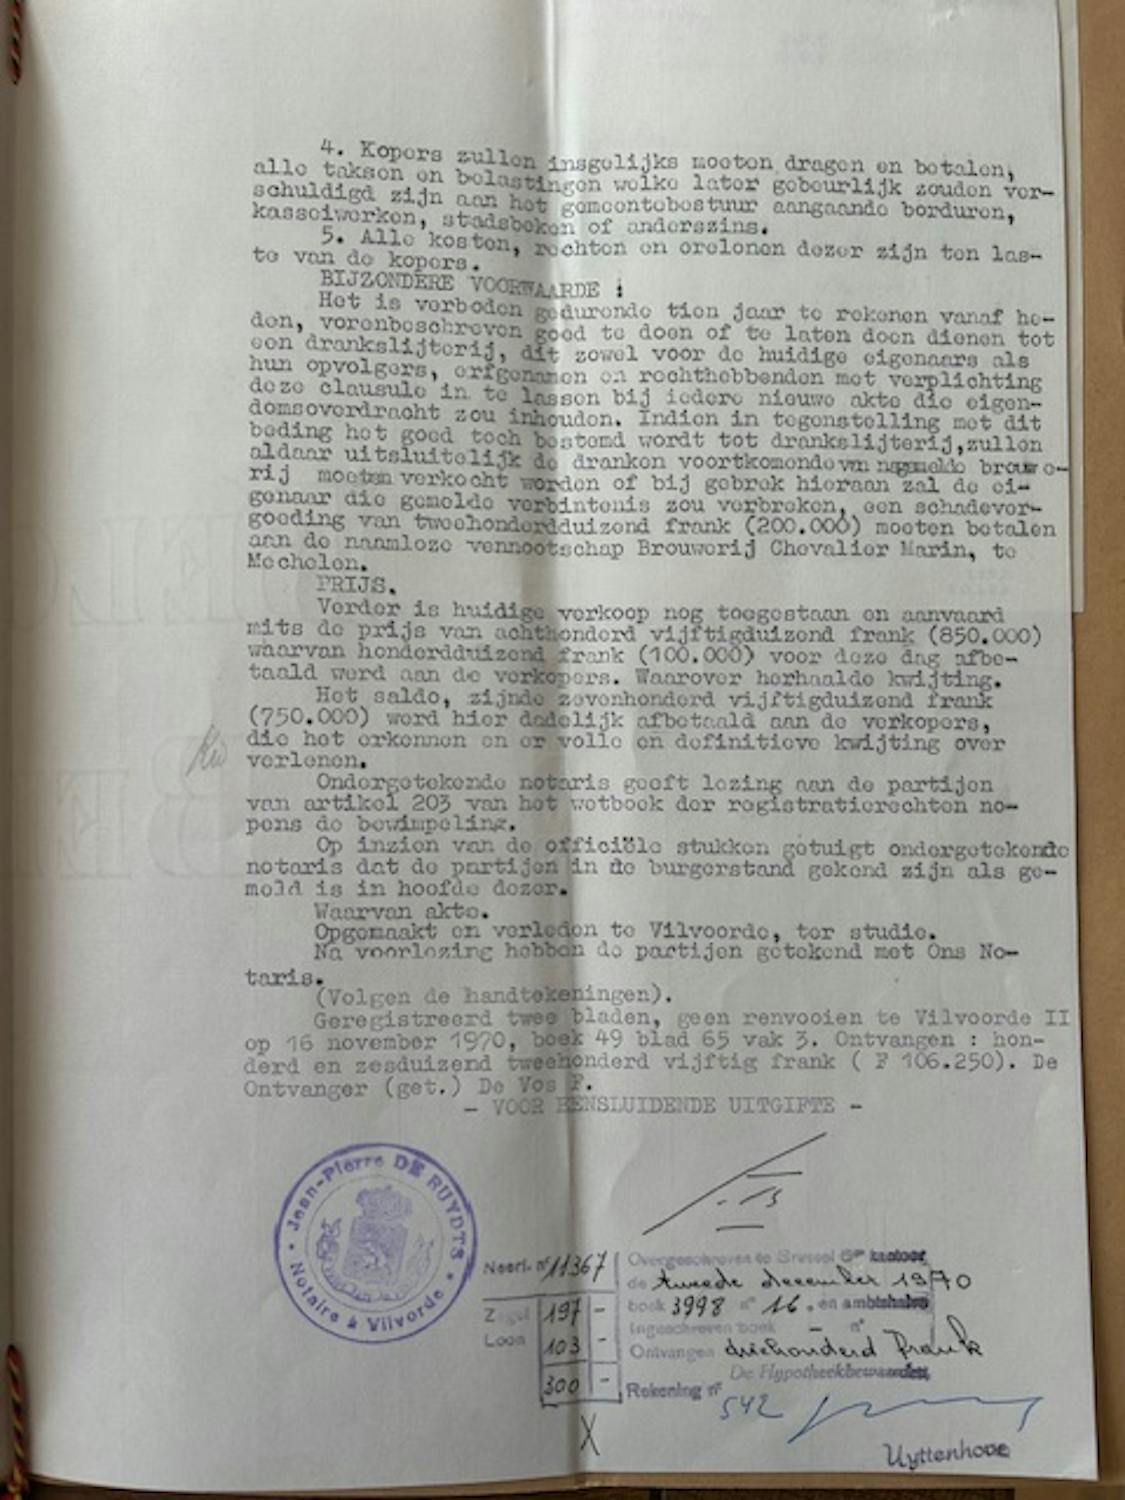 4. Kopers zullen insgelijks moeten dragen en betalen,
alle taksen en belastingen welke later gebeurlijk zouden ver-
schuldigd zijn aan het gemeentebestuur aangaande borduren,
kasseiwerken, stadsbeken of anderszins.
5. Alle kosten, rechten en erelonen dezer zijn ten las-
te van de kopers.
BIJZONDERE VOORWAARDE :
Het is verboden gedurende tien jaar te rekenen vanaf he-
den, vorenbeschreven goed te doen of te laten doen dienen tot
een drankslijterij, dit zowel voor de huidige eigenaars als
hun opvolgers, erfgenamen en rechthebbenden met verplichting
deze clausule in te lassen bij iedere nieuwe akte die eigen-
domsoverdracht zou inhouden. Indien in tegenstelling met dit
beding het goed toch bestemd wordt tot drankslijterij,zullen
aldaar uitsluitelijk de dranken voortkomende van nagemelde brouwe-
rij moeten verkocht worden of bij gebrek hieraan zal de ei-
genaar die gemelde verbintenis zou verbreken, een schadever-
goeding van tweehonderdduizend frank (200.000) moeten betalen
aan de naamloze vennootschap Brouwerij Chevalier Marin, te
Mechelen.
PRIJS.
Verder is huidige verkoop nog toegestaan en aanvaard
mits de prijs van achthonderd vijftigduizend frank (850.000)
waarvan honderdduizend frank (100.000) voor deze dag afbe-
taald werd aan de verkopers. Waarover herhaalde kwijting.
Het saldo, zijnde zevenhonderd vijftigduizend frank
(750.000) werd hier dadelijk afbetaald aan de verkopers,
die het erkennen en er volle en definitieve kwijting over
verlenen.
Ondergetekende notaris geeft lezing aan de partijen
van artikel 203 van het wetboek der registratierechten no-
pens de bewimpeling.
Op inzien van de officiële stukken getuigt ondergetekende
notaris dat de partijen in de burgerstand gekend zijn als ge-
meld is in hoofde dezer.
Waarvan akte.
Opgemaakt en verleden te Vilvoorde, ter studie.
Na voorlezing hebben de partijen getekend met Ons No-
taris.
(Volgen de handtekeningen).
Geregistreerd twee bladen, geen renvooien te Vilvoorde II
op 16 november 1970, boek 49 blad 65 vak 3. Ontvangen : hon-
derd en zesduizend tweehonderd vijftig frank ( F 106.250). De
Ontvanger (get.) De Vos F.
- VOOR EENSLUIDENDE UITGIFTE -
Jean-Pierre DE RUYDTS
Notaire à Vilvorde
Neerl. n° 11367
Zegel 197 -
Loon 103 -
300 -
Overgeschreven te Brussel kantoor
de tweede december 1970
boek 3998 n° 16, en ambtshalve
Ingeschreven boek - n°
Ontvangen driehonderd frank
De Hypotheekbewaarder,
Rekening n° 542
Uyttenhove